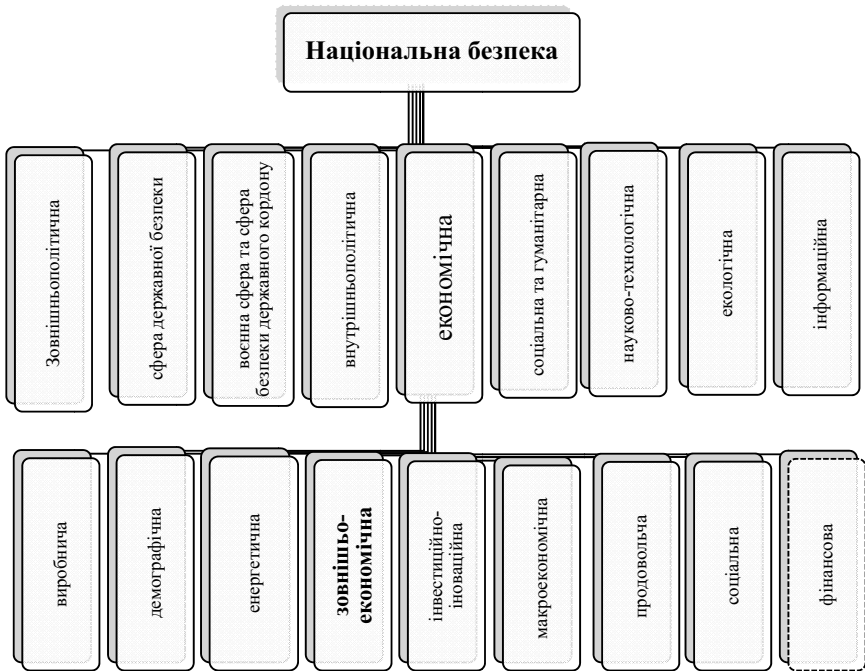 Національна безпека
Зовнішньополітична
сфера державної безпеки
воєнна сфера та сфера
безпеки державного кордону
внутрішньополітична
економічна
соціальна та гуманітарна
науково-технологічна
екологічна
інформаційна
виробнича
демографічна
енергетична
зовнішьо-
економічна
інвестиційно-
іноваційна
макроекономічна
продовольча
соціальна
фінансова